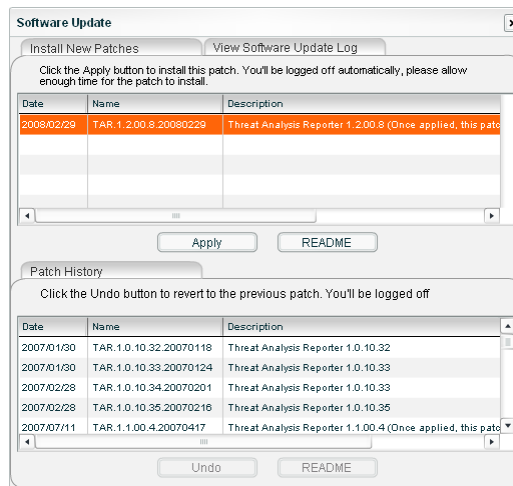 Software Update
Install New Patches
View Software Update Log
Click the Apply button to install this patch. You'll be logged off automatically, please allow
enough time for the patch to install.
Date Name Description
2008/02/29 TAR.1.2.00.8.20080229 Threat Analysis Reporter 1.2.00.8 (Once applied, this patc
Apply README
Patch History
Click the Undo button to revert to the previous patch. You'll be logged off
Date Name Description
2007/01/30 TAR.1.0.10.32.20070118 Threat Analysis Reporter 1.0.10.32
2007/01/30 TAR.1.0.10.33.20070124 Threat Analysis Reporter 1.0.10.33
2007/02/28 TAR.1.0.10.34.20070201 Threat Analysis Reporter 1.0.10.33
2007/02/28 TAR.1.0.10.35.20070216 Threat Analysis Reporter 1.0.10.35
2007/07/11 TAR.1.1.00.4.20070417 Threat Analysis Reporter 1.1.00.4 (Once applied, this patc
Undo README